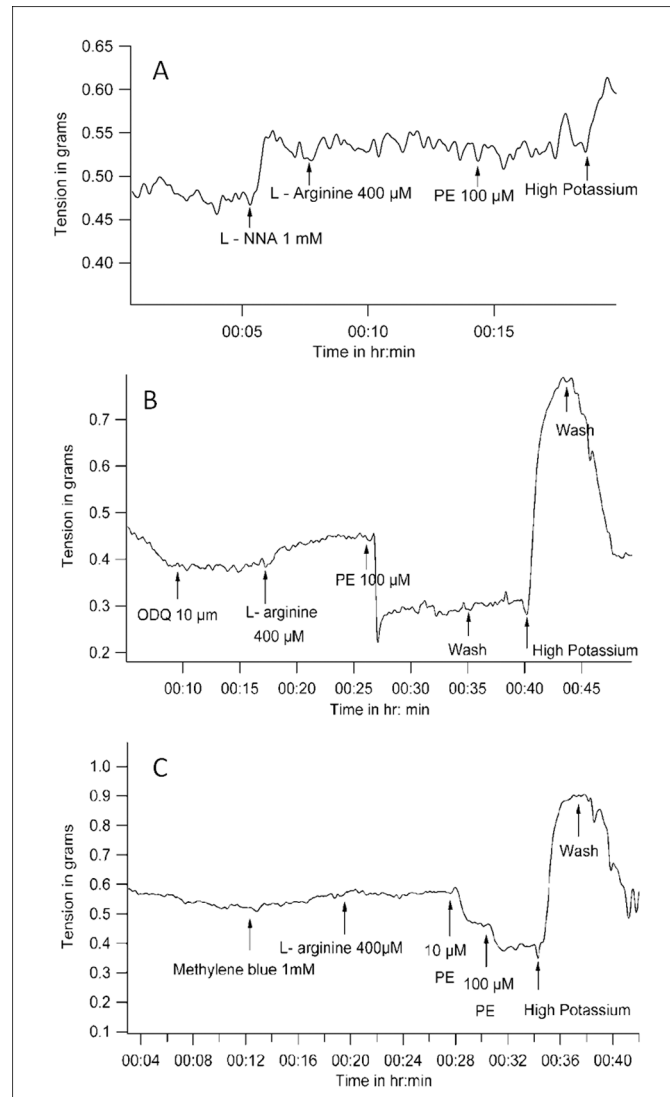 A
0.65
0.60
0.55
0.50
0.45
0.40
Tension in grams
L - NNA 1 mM
L - Arginine 400 µM
PE 100 µM
High Potassium
00:05 00:10 00:15
Time in hr:min
B
0.7
0.6
0.5
0.4
0.3
0.2
Tension in grams
ODQ 10 µm
L- arginine
400 µM
PE 100 µM
Wash
High Potassium
Wash
00:10 00:15 00:20 00:25 00:30 00:35 00:40 00:45
Time in hr: min
C
1.0
0.9
0.8
0.7
0.6
0.5
0.4
0.3
0.2
0.1
Tension in grams
Methylene blue 1mM
L- arginine 400µM
10 µM
PE
100 µM
PE
High Potassium
Wash
00:04 00:08 00:12 00:16 00:20 00:24 00:28 00:32 00:36 00:40
Time in hr:min